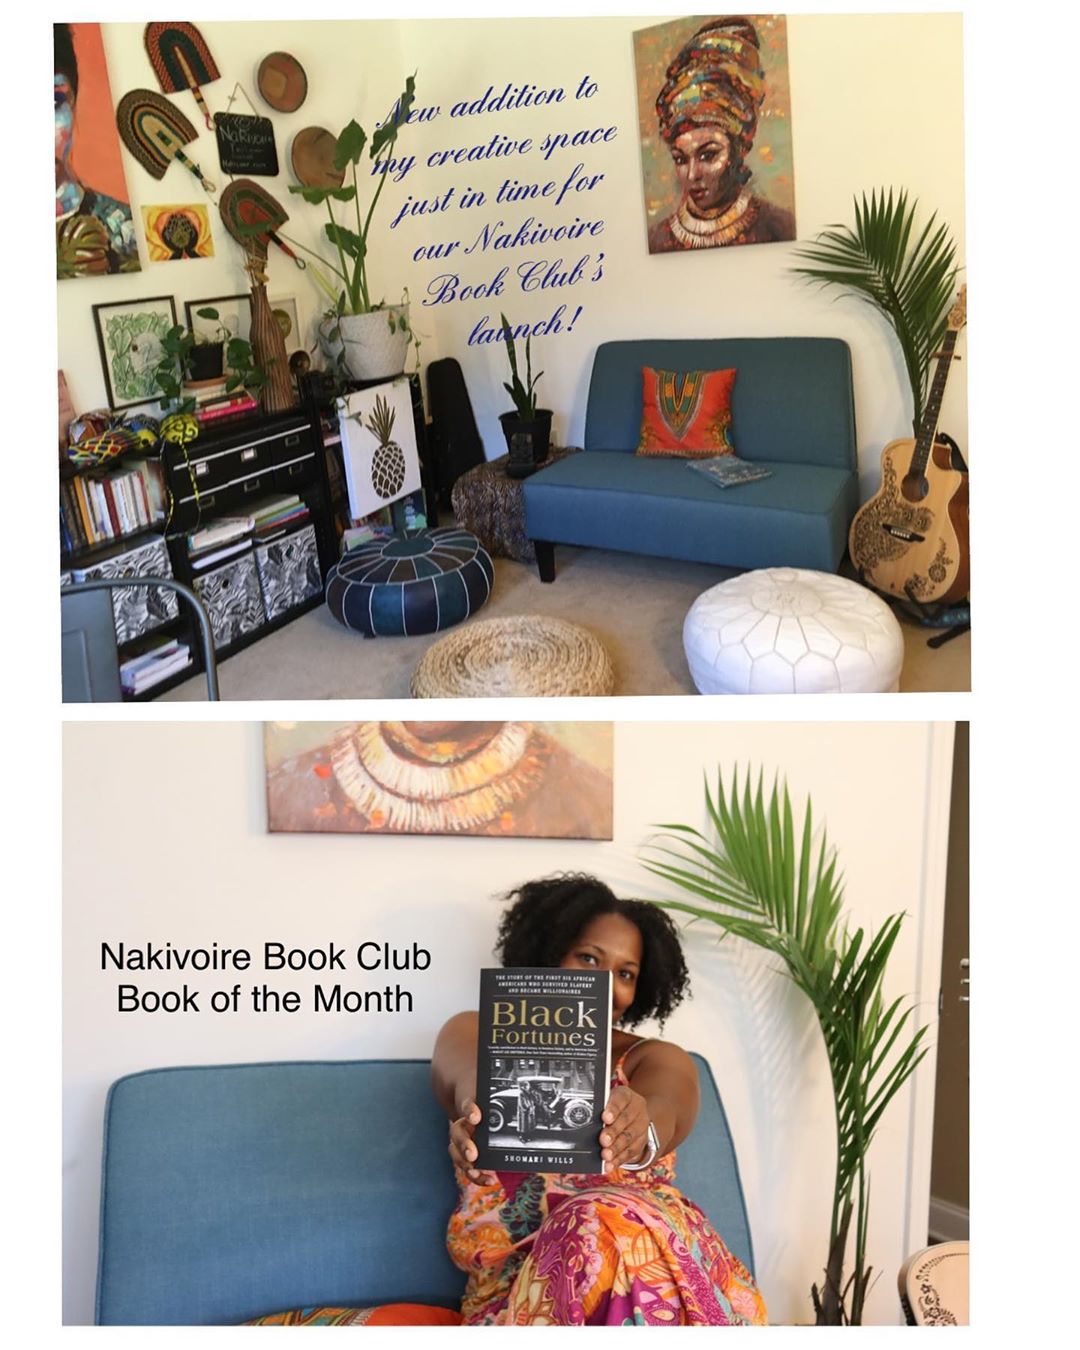 New addition to
my creative space
just in time for
our Nakivoire
Book Club's
launch!
Nakivoire
Nakivoire Book Club
Book of the Month
THE STORY OF THE FIRST SIX AFRICAN
AMERICANS WHO SURVIVED SLAVERY
AND BECAME MILLIONAIRES
Black
Fortunes
SHOMARI WILLS